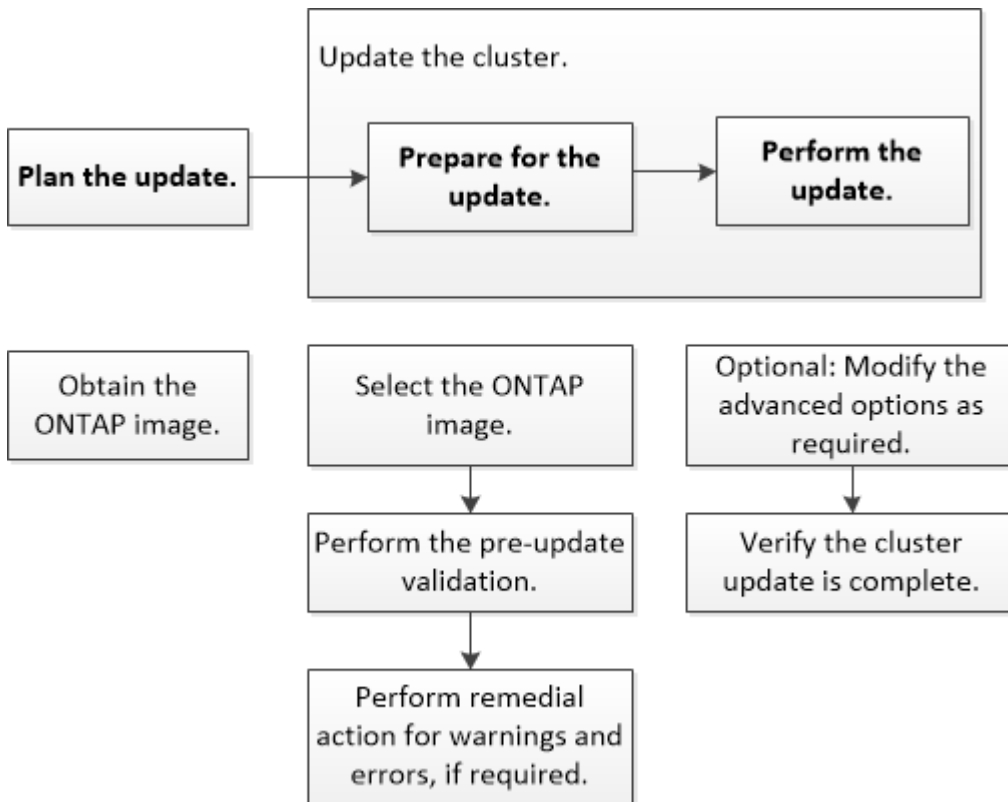 Update the cluster.
Plan the update.
Prepare for the
update.
Perform the
update.
Obtain the
ONTAP image.
Select the ONTAP
image.
Optional: Modify the
advanced options as
required.
Perform the pre-update
validation.
Verify the cluster
update is complete.
Perform remedial
action for warnings and
errors, if required.